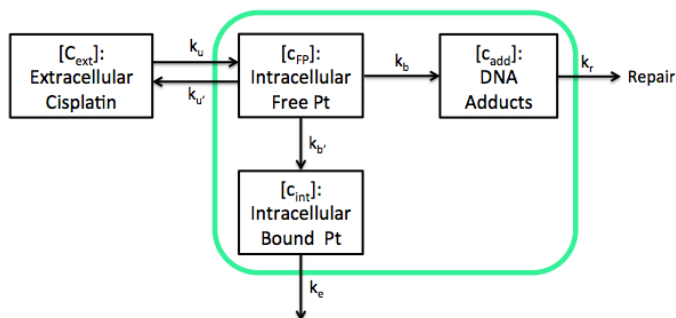 [C_ext]:
Extracellular
Cisplatin
k_u
k_u'
[c_FP]:
Intracellular
Free Pt
k_b
[c_add]:
DNA
Adducts
k_r
Repair
k_b'
[c_int]:
Intracellular
Bound Pt
k_e